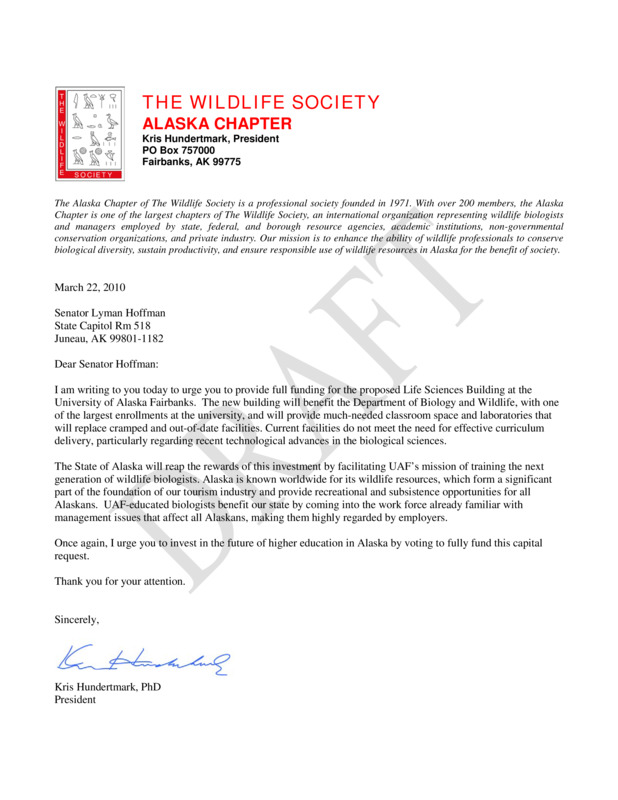 THE WILDLIFE SOCIETY
THE WILDLIFE SOCIETY
ALASKA CHAPTER
Kris Hundertmark, President
PO Box 757000
Fairbanks, AK 99775
The Alaska Chapter of The Wildlife Society is a professional society founded in 1971. With over 200 members, the Alaska
Chapter is one of the largest chapters of The Wildlife Society, an international organization representing wildlife biologists
and managers employed by state, federal, and borough resource agencies, academic institutions, non-governmental
conservation organizations, and private industry. Our mission is to enhance the ability of wildlife professionals to conserve
biological diversity, sustain productivity, and ensure responsible use of wildlife resources in Alaska for the benefit of society.
March 22, 2010
Senator Lyman Hoffman
State Capitol Rm 518
Juneau, AK 99801-1182
Dear Senator Hoffman:
I am writing to you today to urge you to provide full funding for the proposed Life Sciences Building at the
University of Alaska Fairbanks.  The new building will benefit the Department of Biology and Wildlife, with one
of the largest enrollments at the university, and will provide much-needed classroom space and laboratories that
will replace cramped and out-of-date facilities. Current facilities do not meet the need for effective curriculum
delivery, particularly regarding recent technological advances in the biological sciences.
The State of Alaska will reap the rewards of this investment by facilitating UAF's mission of training the next
generation of wildlife biologists. Alaska is known worldwide for its wildlife resources, which form a significant
part of the foundation of our tourism industry and provide recreational and subsistence opportunities for all
Alaskans.  UAF-educated biologists benefit our state by coming into the work force already familiar with
management issues that affect all Alaskans, making them highly regarded by employers.
Once again, I urge you to invest in the future of higher education in Alaska by voting to fully fund this capital
request.
Thank you for your attention.
Sincerely,
Kris Hundertmark, PhD
President
DRAFT